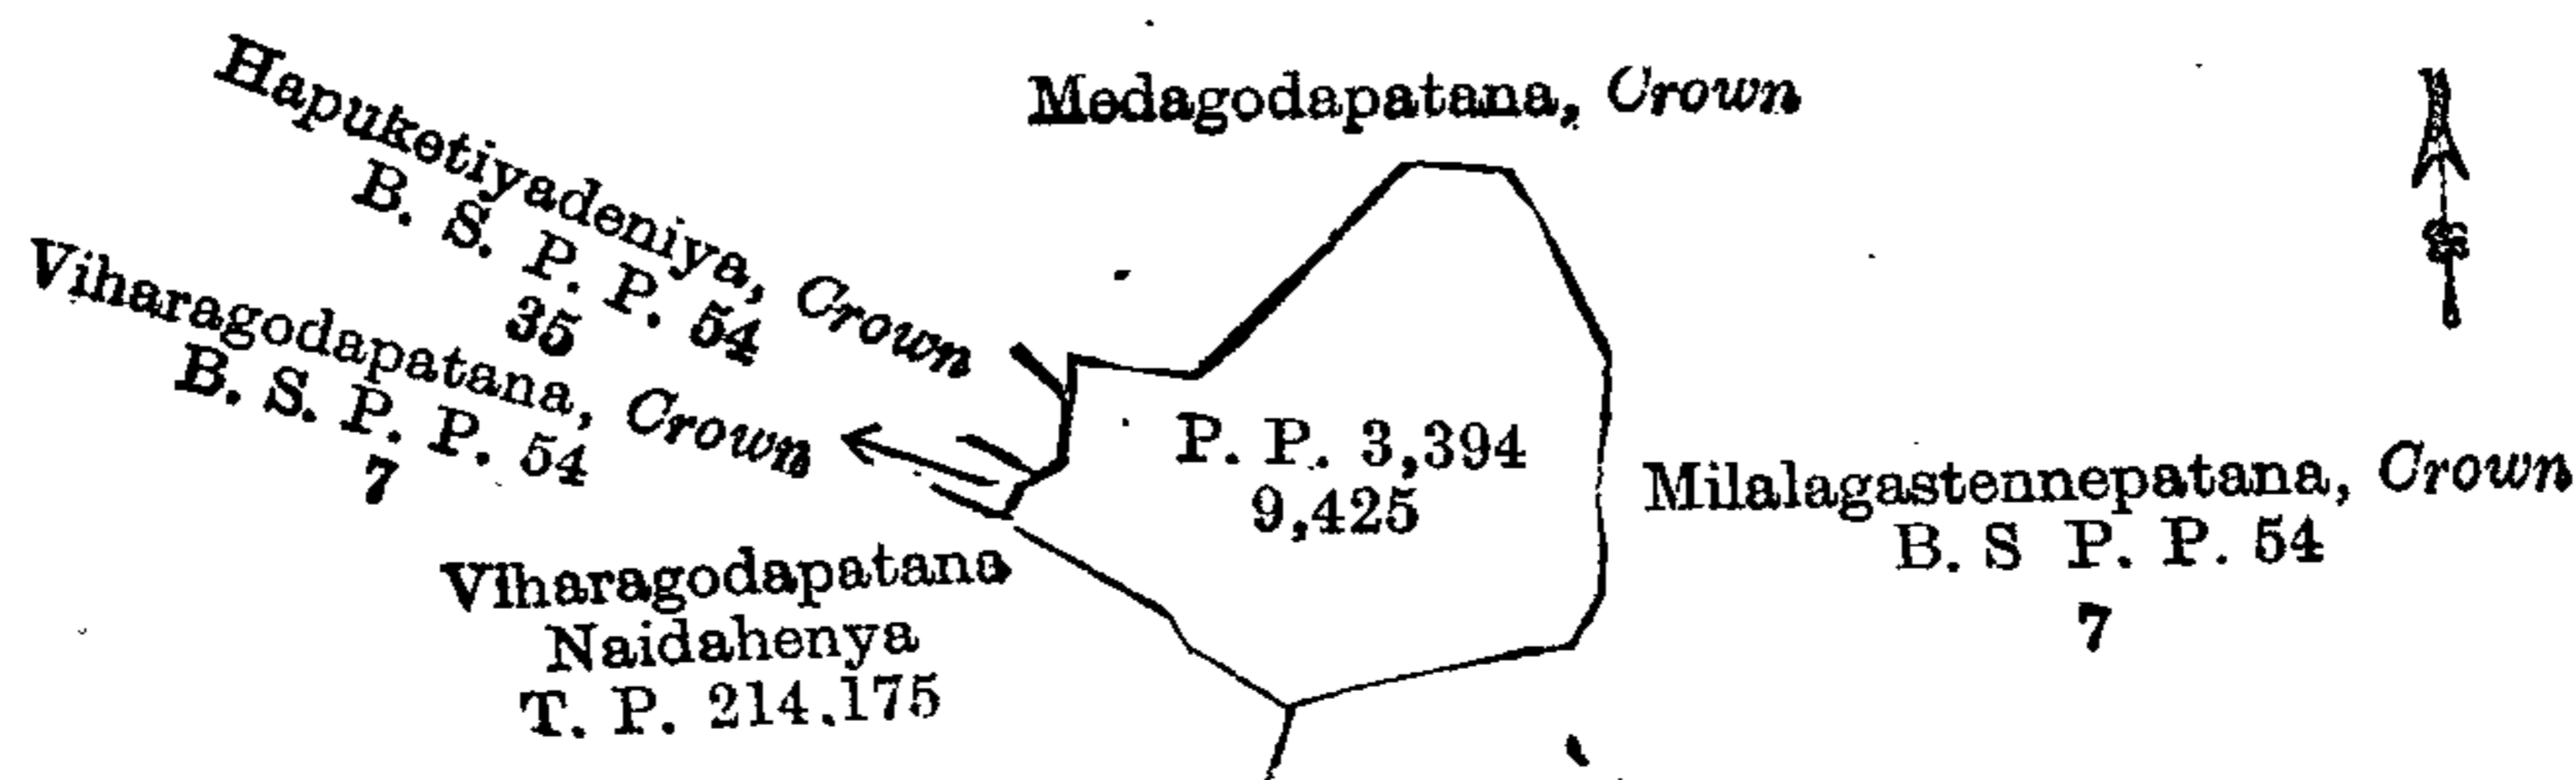 Hapuketiyadeniya, Crown
B. S. P. P. 54
35
Viharagodapatana, Crown
B. S. P. P. 54
7
Medagodapatana, Crown
P. P. 3,394
9,425
Milalagastennepatana, Crown
B. S P. P. 54
7
Viharagodapatana
Naidahenya
T. P. 214.175